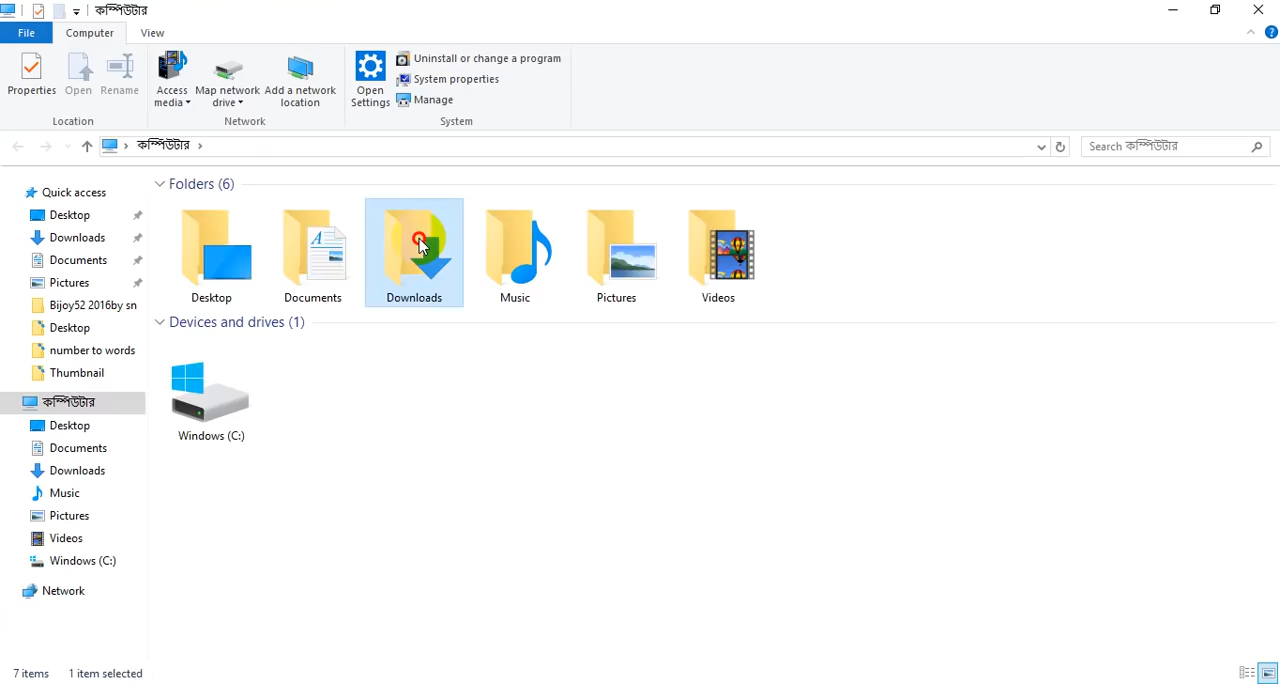 কম্পিউটার
File Computer View
Properties Open Rename Access media Map network drive Add a network location Open Settings Uninstall or change a program
System properties
Manage
Location Network System
কম্পিউটার
Search কম্পিউটার
Quick access
Desktop
Downloads
Documents
Pictures
Bijoy52 2016by sn
Desktop
number to words
Thumbnail
কম্পিউটার
Desktop
Documents
Downloads
Music
Pictures
Videos
Windows (C:)
Network
Folders (6)
Desktop Documents Downloads Music Pictures Videos
Devices and drives (1)
Windows (C:)
7 items 1 item selected